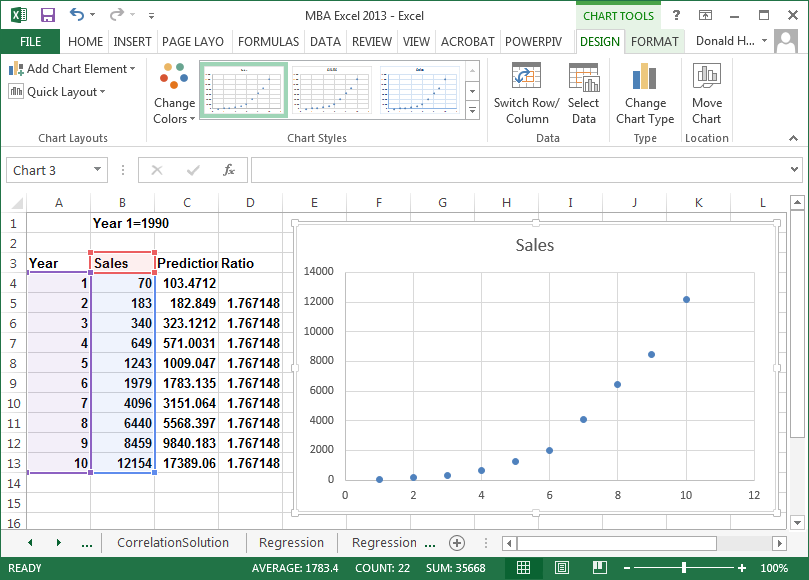 MBA Excel 2013 - Excel
CHART TOOLS
?
FILE HOME INSERT PAGE LAYO FORMULAS DATA REVIEW VIEW ACROBAT POWERPIV DESIGN FORMAT Donald H...
Add Chart Element
Quick Layout
Change Colors
Switch Row/ Column
Select Data
Change Chart Type
Move Chart
Chart Layouts Chart Styles Data Type Location
Chart 3
fx
A B C D E F G H I J K L
1 Year 1=1990
2
3 Year Sales Prediction Ratio
4 1 70 103.4712
5 2 183 182.849 1.767148
6 3 340 323.1212 1.767148
7 4 649 571.0031 1.767148
8 5 1243 1009.047 1.767148
9 6 1979 1783.135 1.767148
10 7 4096 3151.064 1.767148
11 8 6440 5568.397 1.767148
12 9 8459 9840.183 1.767148
13 10 12154 17389.06 1.767148
14
15
16
Sales
14000
12000
10000
8000
6000
4000
2000
0
0 2 4 6 8 10 12
... CorrelationSolution Regression Regression ...
READY AVERAGE: 1783.4 COUNT: 22 SUM: 35668 100%